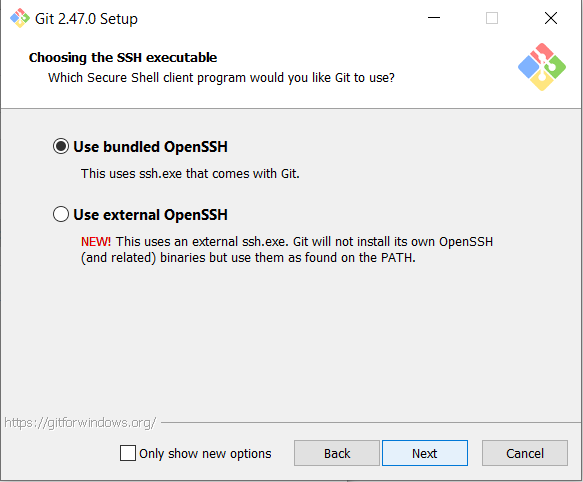 Git 2.47.0 Setup
Choosing the SSH executable
Which Secure Shell client program would you like Git to use?
Use bundled OpenSSH
This uses ssh.exe that comes with Git.
Use external OpenSSH
NEW! This uses an external ssh.exe. Git will not install its own OpenSSH
(and related) binaries but use them as found on the PATH.
https://gitforwindows.org/
Only show new options
Back
Next
Cancel